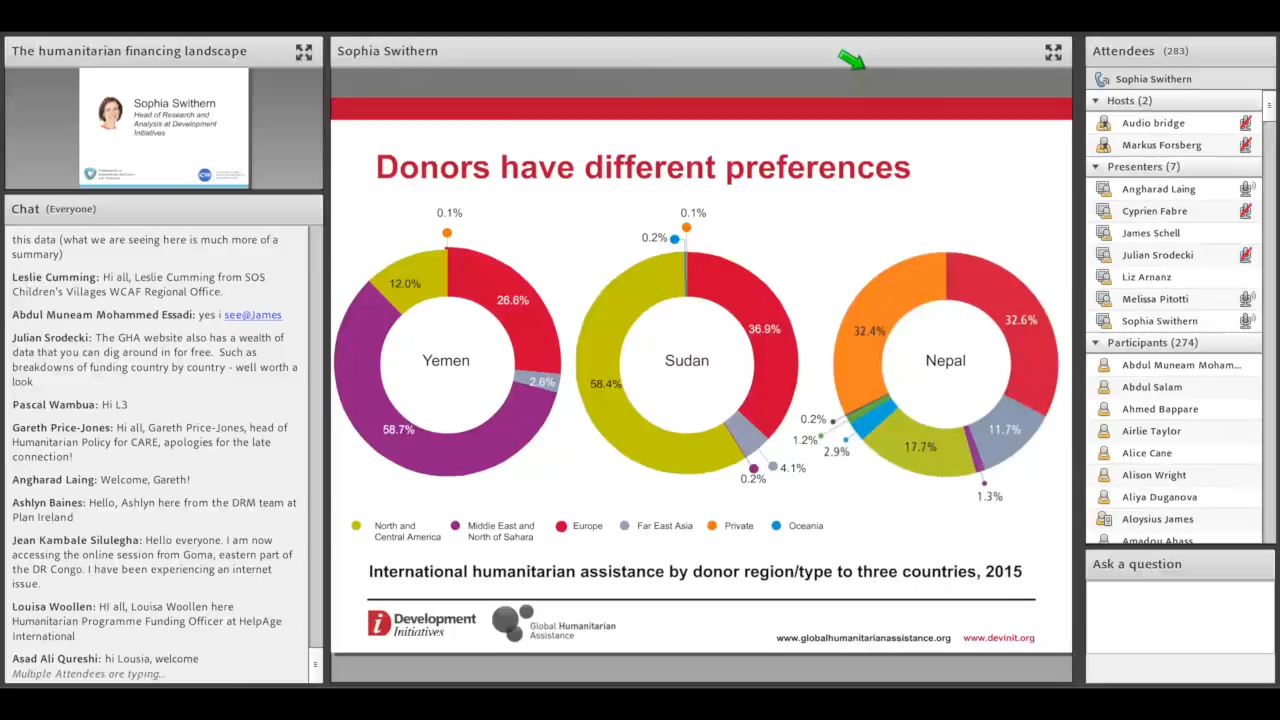 The humanitarian financing landscape
Sophia Swithern
Head of Research and
Analysis at Development
Initiatives
Chat (Everyone)
this data (what we are seeing here is much more of a
summary)
Leslie Cumming: Hi all, Leslie Cumming from SOS
Children's Villages WCAF Regional Office.
Abdul Muneam Mohammed Essadi: yes i see@James
Julian Srodecki: The GHA website also has a wealth of
data that you can dig around in for free. Such as
breakdowns of funding country by country - well worth a
look
Pascal Wambua: Hi L3
Gareth Price-Jones: Hi all, Gareth Price-Jones, head of
Humanitarian Policy for CARE, apologies for the late
connection!
Angharad Laing: Welcome, Gareth!
Ashlyn Baines: Hello, Ashlyn here from the DRM team at
Plan Ireland
Jean Kambale Silulegha: Hello everyone. I am now
accessing the online session from Goma, eastern part of
the DR Congo. I have been experiencing an internet
issue.
Louisa Woollen: HI all, Louisa Woollen here
Humanitarian Programme Funding Officer at HelpAge
International
Asad Ali Qureshi: hi Lousia, welcome
Multiple Attendees are typing...
Sophia Swithern
Donors have different preferences
0.1%
12.0%
26.6%
Yemen
2.6%
58.7%
0.1%
0.2%
36.9%
Sudan
58.4%
4.1%
0.2%
32.4%
32.6%
Nepal
0.2%
1.2%
2.9%
17.7%
11.7%
1.3%
North and
Central America
Middle East and
North of Sahara
Europe
Far East Asia
Private
Oceania
International humanitarian assistance by donor region/type to three countries, 2015
Development
Initiatives
Global Humanitarian
Assistance
www.globalhumanitarianassistance.org www.devinit.org
Attendees (283)
Sophia Swithern
Hosts (2)
Audio bridge
Markus Forsberg
Presenters (7)
Angharad Laing
Cyprien Fabre
James Schell
Julian Srodecki
Liz Arnanz
Melissa Pitotti
Sophia Swithern
Participants (274)
Abdul Muneam Moham...
Abdul Salam
Ahmed Bappare
Airlie Taylor
Alice Cane
Alison Wright
Aliya Duganova
Aloysius James
Amadou Abass
Ask a question